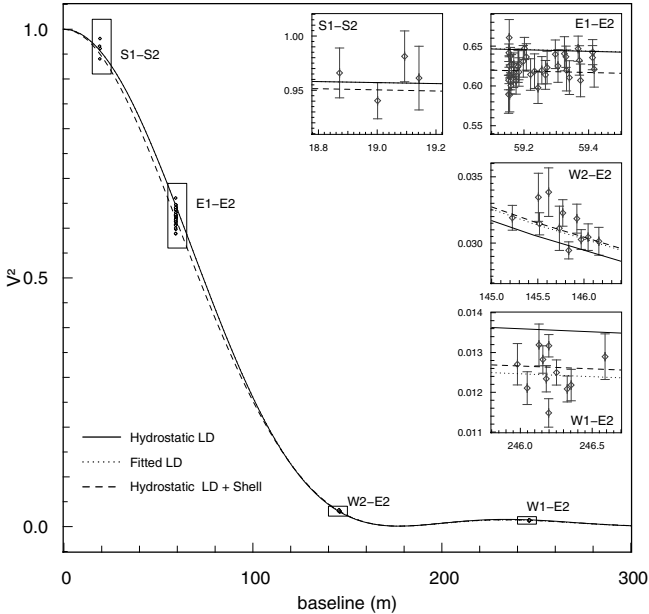 1.0
0.5
0.0
V²
S1–S2
E1–E2
W2–E2
W1–E2
Hydrostatic LD
Fitted LD
Hydrostatic LD + Shell
0
100
200
300
baseline (m)
S1–S2
1.00
0.95
18.8
19.0
19.2
E1–E2
0.65
0.60
0.55
59.2
59.4
W2–E2
0.035
0.030
145.0
145.5
146.0
W1–E2
0.014
0.013
0.012
0.011
246.0
246.5